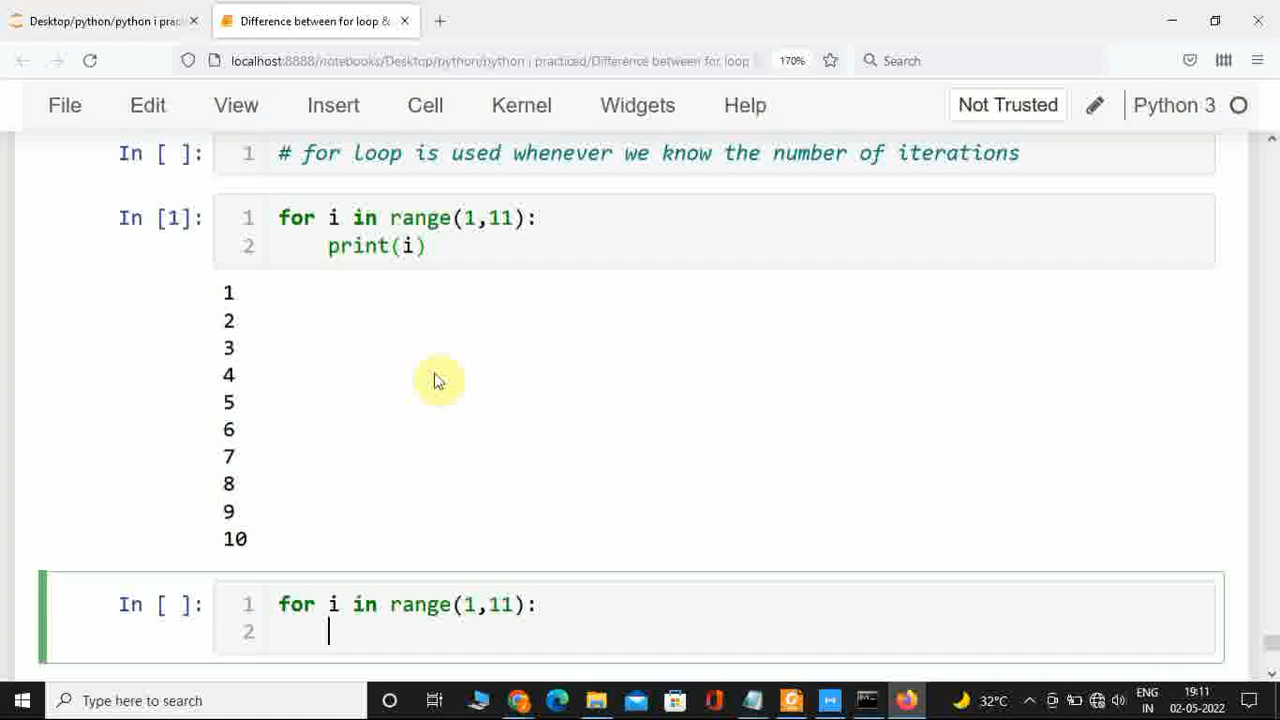 Desktop/python/python i prac
Difference between for loop &
localhost:8888/notebooks/Desktop/python/python i practiced/Difference between for loop
170%
Search
File Edit View Insert Cell Kernel Widgets Help
Not Trusted
Python 3
In [ ]: 1 # for loop is used whenever we know the number of iterations
In [1]: 1 for i in range(1,11):
2 print(i)
1
2
3
4
5
6
7
8
9
10
In [ ]: 1 for i in range(1,11):
2
Type here to search
32°C
ENG
IN
19:11
02-05-2022